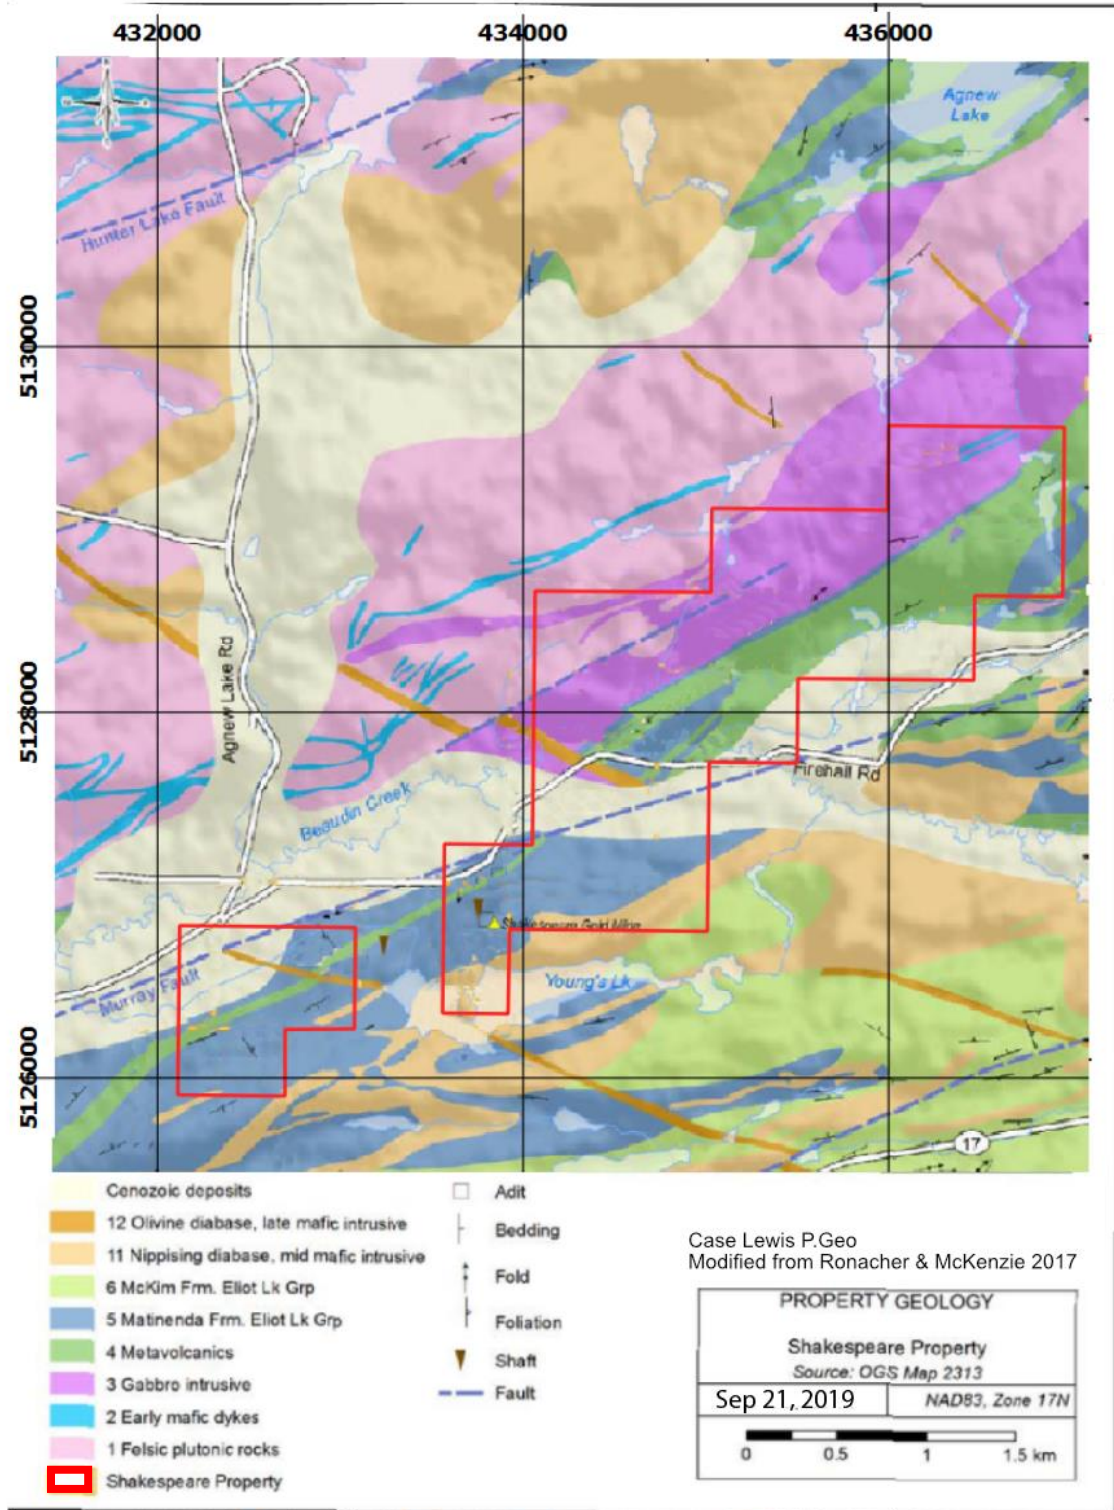 432000 434000 436000
Agnew
Lake
Hunter Lake Fault
5130000
Agnew Lake Rd
5128000
Firehall Rd
Beaudin Creek
Shakespeare Gold Mine
Young's Lk
Murray Fault
5126000
17
Cenozoic deposits
12 Olivine diabase, late mafic intrusive
11 Nippising diabase, mid mafic intrusive
6 McKim Frm. Eliot Lk Grp
5 Matinenda Frm. Eliot Lk Grp
4 Metavolcanics
3 Gabbro intrusive
2 Early mafic dykes
1 Felsic plutonic rocks
Shakespeare Property
Adit
Bedding
Fold
Foliation
Shaft
Fault
Case Lewis P.Geo
Modified from Ronacher & McKenzie 2017
PROPERTY GEOLOGY
Shakespeare Property
Source: OGS Map 2313
Sep 21, 2019 NAD83, Zone 17N
0 0.5 1 1.5 km